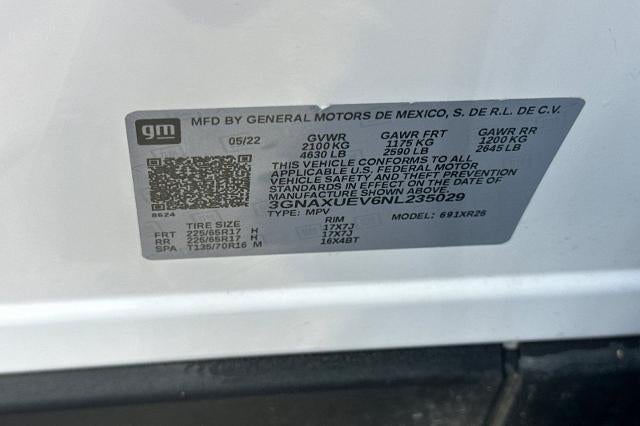 gm
MFD BY GENERAL MOTORS DE MEXICO, S. DE R.L. DE C.V.
05/22 GVWR GAWR FRT GAWR RR
2100 KG 1175 KG 1200 KG
4630 LB 2590 LB 2645 LB
THIS VEHICLE CONFORMS TO ALL
APPLICABLE U.S. FEDERAL MOTOR
VEHICLE SAFETY AND THEFT PREVENTION
STANDARDS IN EFFECT ON THE DATE OF
MANUFACTURE SHOWN ABOVE.
3GNAXUEV6NL235029
8624 TYPE: MPV MODEL: 691XR26
TIRE SIZE RIM
FRT 225/65R17 H 17X7J
RR 225/65R17 H 17X7J
SPA T135/70R16 M 16X4BT